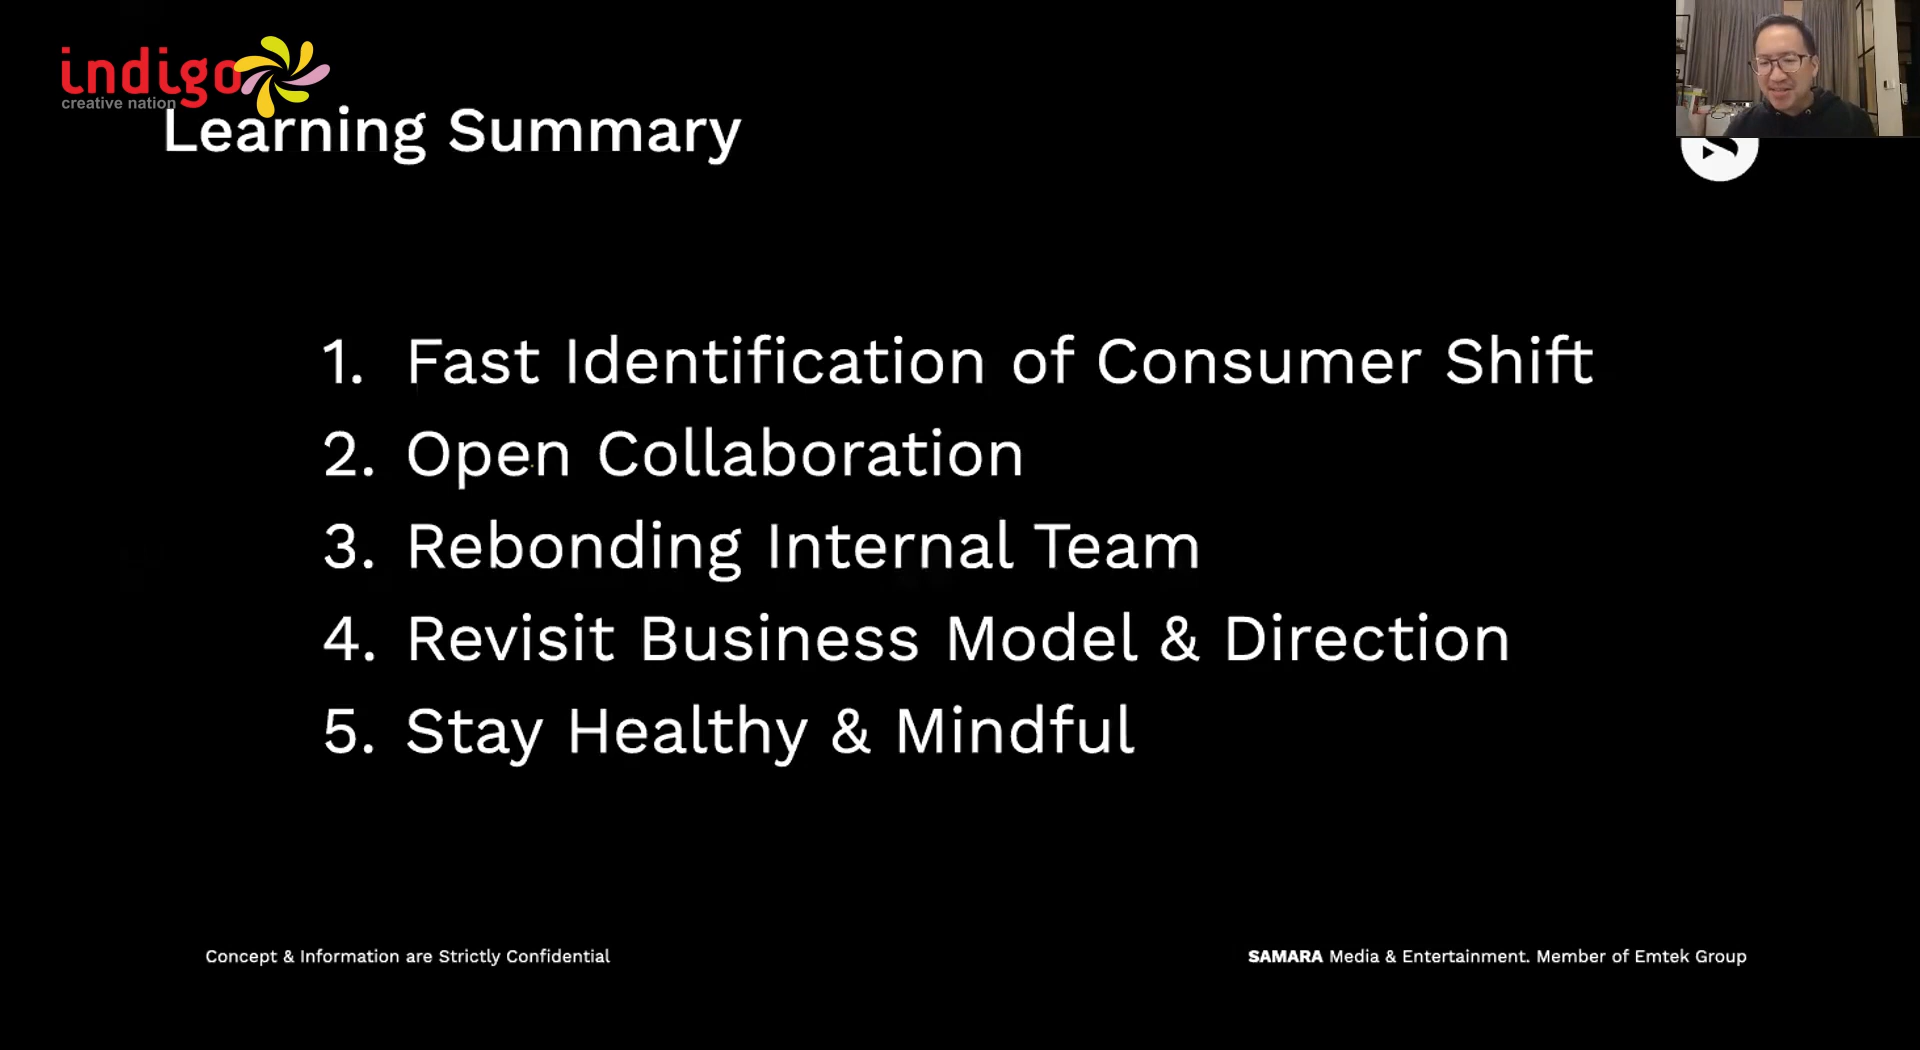 indigo
creative nation
Learning Summary
1. Fast Identification of Consumer Shift
2. Open Collaboration
3. Rebonding Internal Team
4. Revisit Business Model & Direction
5. Stay Healthy & Mindful
Concept & Information are Strictly Confidential
SAMARA Media & Entertainment. Member of Emtek Group